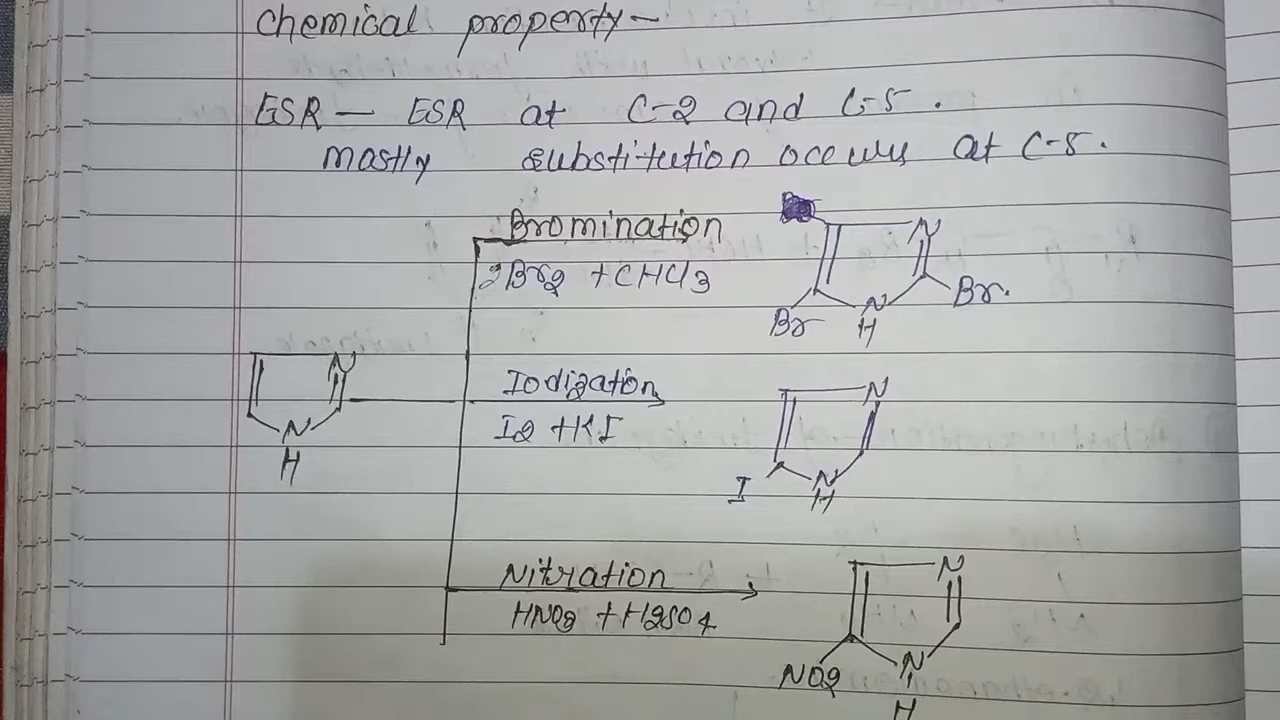 Chemical property-
ESR — ESR at C-2 and C-5.
mostly substitution occurs at C-5.
Bromination
2Br2 + CHCl3
N
N
H
Br
Br.
N
N
H
Iodization
I2 + KI
N
I
N
H
Nitration
HNO3 + H2SO4
N
NO2
N
H